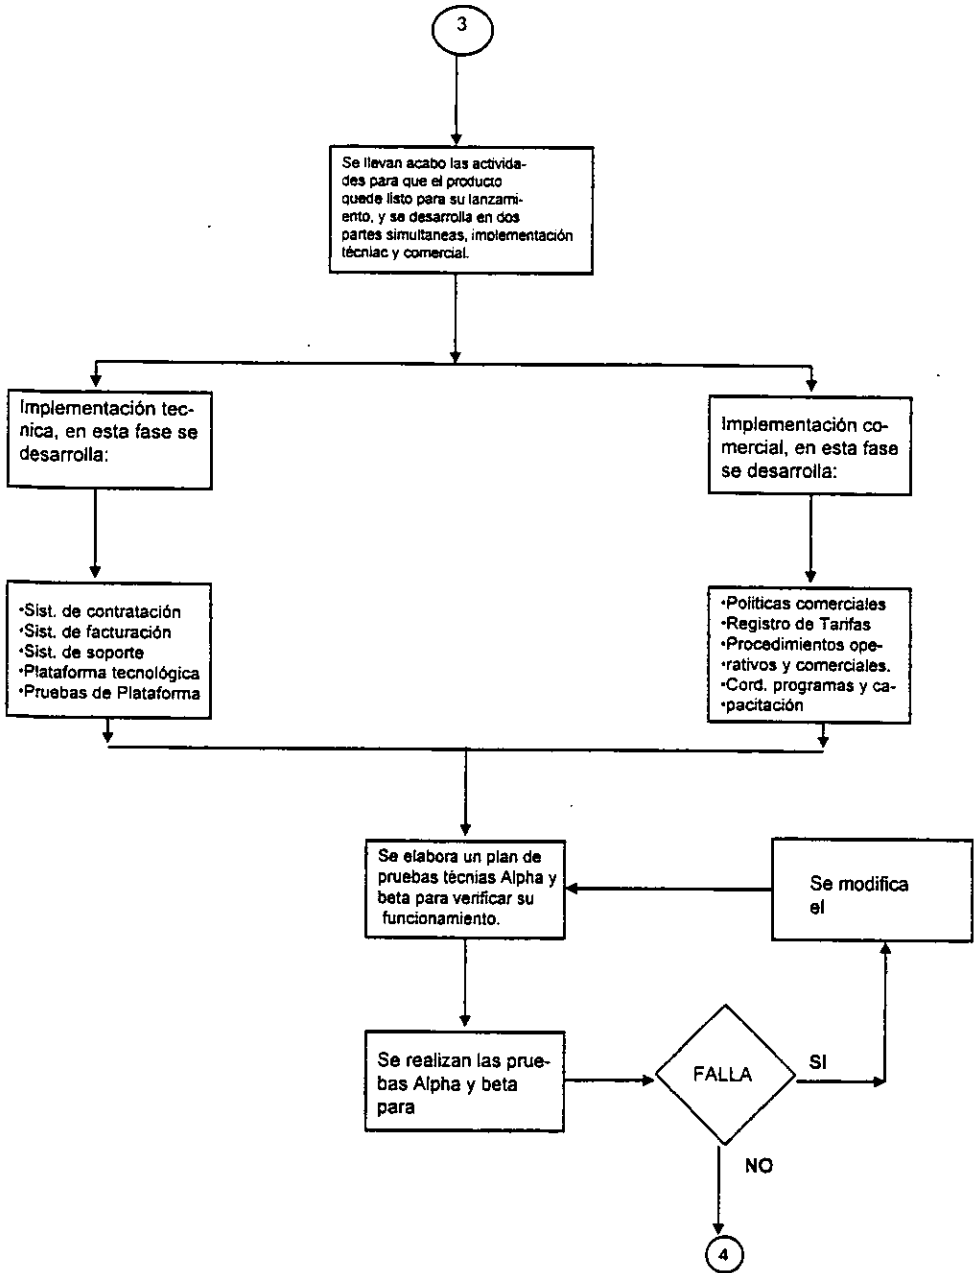 3
Se llevan acabo las activida-
des para que el producto
quede listo para su lanzami-
ento, y se desarrolla en dos
partes simultaneas, implementación
técniac y comercial.
Implementación tec-
nica, en esta fase se
desarrolla:
Implementación co-
mercial, en esta fase
se desarrolla:
•Sist. de contratación
•Sist. de facturación
•Sist. de soporte
•Plataforma tecnológica
•Pruebas de Plataforma
•Politicas comerciales
•Registro de Tarifas
•Procedimientos ope-
•rativos y comerciales.
•Cord. programas y ca-
•pacitación
Se elabora un plan de
pruebas técnias Alpha y
beta para verificar su
funcionamiento.
Se modifica
el
Se realizan las prue-
bas Alpha y beta
para
FALLA
SI
NO
4